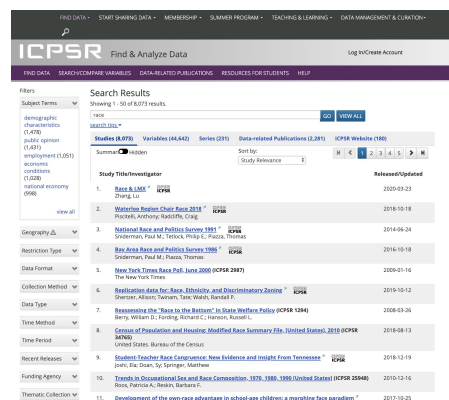 FIND DATA START SHARING DATA MEMBERSHIP SUMMER PROGRAM TEACHING & LEARNING DATA MANAGEMENT & CURATION
ICPSR Find & Analyze Data Log In/Create Account
FIND DATA SEARCH/COMPARE VARIABLES DATA-RELATED PUBLICATIONS RESOURCES FOR STUDENTS HELP
Filters
Subject Terms
demographic
characteristics
(1,478)
public opinion
(1,431)
employment (1,051)
economic
conditions
(1,028)
national economy
(998)
view all
Geography
Restriction Type
Data Format
Collection Method
Data Type
Time Method
Time Period
Recent Releases
Funding Agency
Thematic Collection
Search Results
Showing 1 - 50 of 8,073 results.
race GO VIEW ALL
search tips
Studies (8,073) Variables (44,642) Series (231) Data-related Publications (2,281) ICPSR Website (180)
Summar Hidden Sort by:
Study Relevance
1 2 3 4 5
Study Title/Investigator Released/Updated
1. Race & LMX 2020-03-23
Zhang, Lu
2. Waterloo Region Chair Race 2018 2018-10-18
Piscitelli, Anthony; Radcliffe, Craig
3. National Race and Politics Survey 1991 2014-06-24
Sniderman, Paul M.; Tetlock, Philip E.; Piazza, Thomas
4. Bay Area Race and Politics Survey 1986 2016-10-18
Sniderman, Paul M.; Piazza, Thomas
5. New York Times Race Poll, June 2000 (ICPSR 2987) 2009-01-16
The New York Times
6. Replication data for: Race, Ethnicity, and Discriminatory Zoning 2019-10-12
Shertzer, Allison; Twinam, Tate; Walsh, Randall P.
7. Reassessing the "Race to the Bottom" in State Welfare Policy (ICPSR 1294) 2008-03-26
Berry, William D.; Fording, Richard C.; Hanson, Russell L.
8. Census of Population and Housing: Modified Race Summary File, [United States], 2010 (ICPSR 2018-08-13
34765)
United States. Bureau of the Census
9. Student-Teacher Race Congruence: New Evidence and Insight From Tennessee 2018-12-19
Joshi, Ela; Doan, Sy; Springer, Matthew
10. Trends in Occupational Sex and Race Composition, 1970, 1980, 1990 [United States] (ICPSR 25948) 2010-12-16
Roos, Patricia A.; Reskin, Barbara F.
11. Development of the own-race advantage in school-age children: a morphing face paradigm 2017-10-25